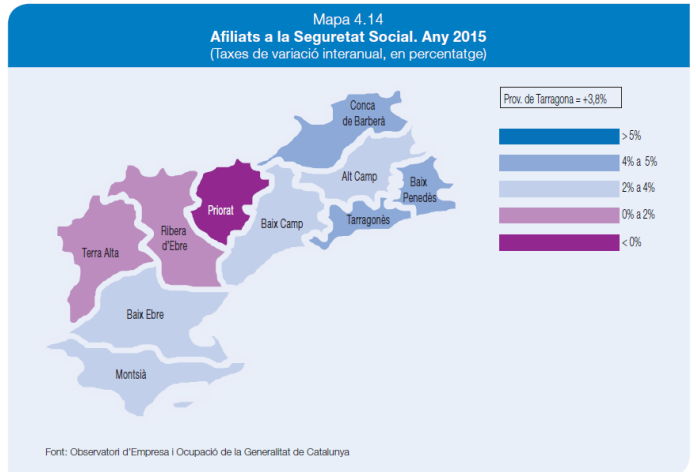 Mapa 4.14
Afiliats a la Seguretat Social. Any 2015
(Taxes de variació interanual, en percentatge)
Prov. de Tarragona = +3,8%
> 5%
4% a 5%
2% a 4%
0% a 2%
< 0%
Conca
de Barberà
Alt Camp
Baix
Penedès
Priorat
Baix Camp
Tarragonès
Ribera
d'Ebre
Terra Alta
Baix Ebre
Montsià
Font: Observatori d'Empresa i Ocupació de la Generalitat de Catalunya